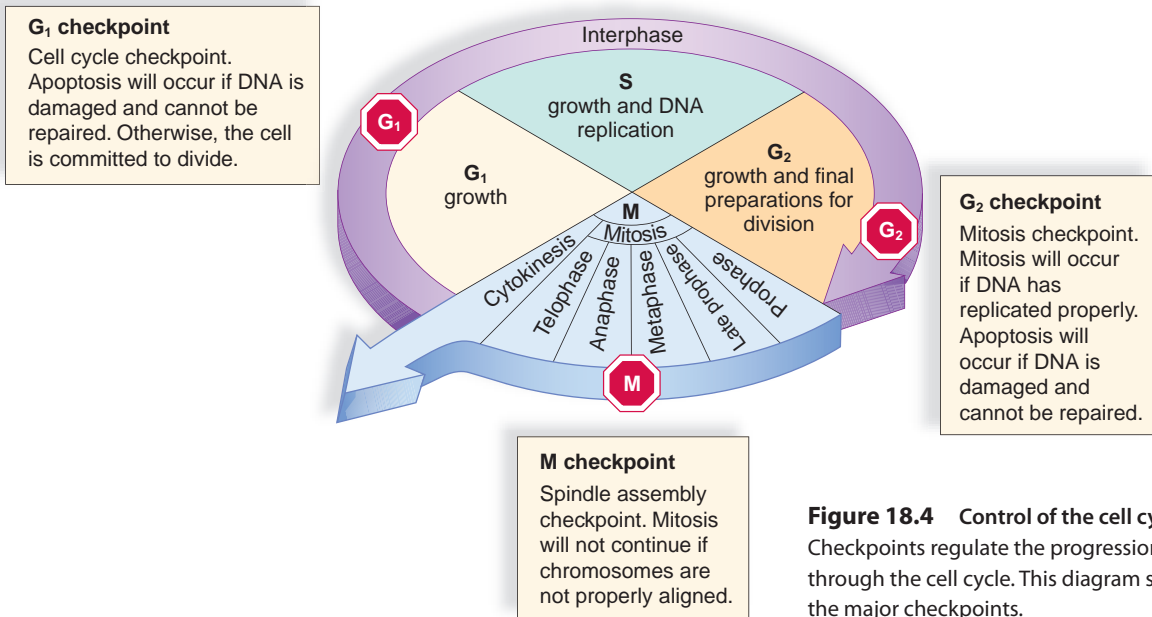 G₁ checkpoint
Cell cycle checkpoint.
Apoptosis will occur if DNA is
damaged and cannot be
repaired. Otherwise, the cell
is committed to divide.
Interphase
S
growth and DNA
replication
G₁
G₁
growth
G₂
growth and final
preparations for
division
G₂
M
Mitosis
Cytokinesis
Telophase
Anaphase
Metaphase
Late prophase
Prophase
M
G₂ checkpoint
Mitosis checkpoint.
Mitosis will occur
if DNA has
replicated properly.
Apoptosis will
occur if DNA is
damaged and
cannot be repaired.
M checkpoint
Spindle assembly
checkpoint. Mitosis
will not continue if
chromosomes are
not properly aligned.
Figure 18.4 Control of the cell cy
Checkpoints regulate the progression
through the cell cycle. This diagram s
the major checkpoints.